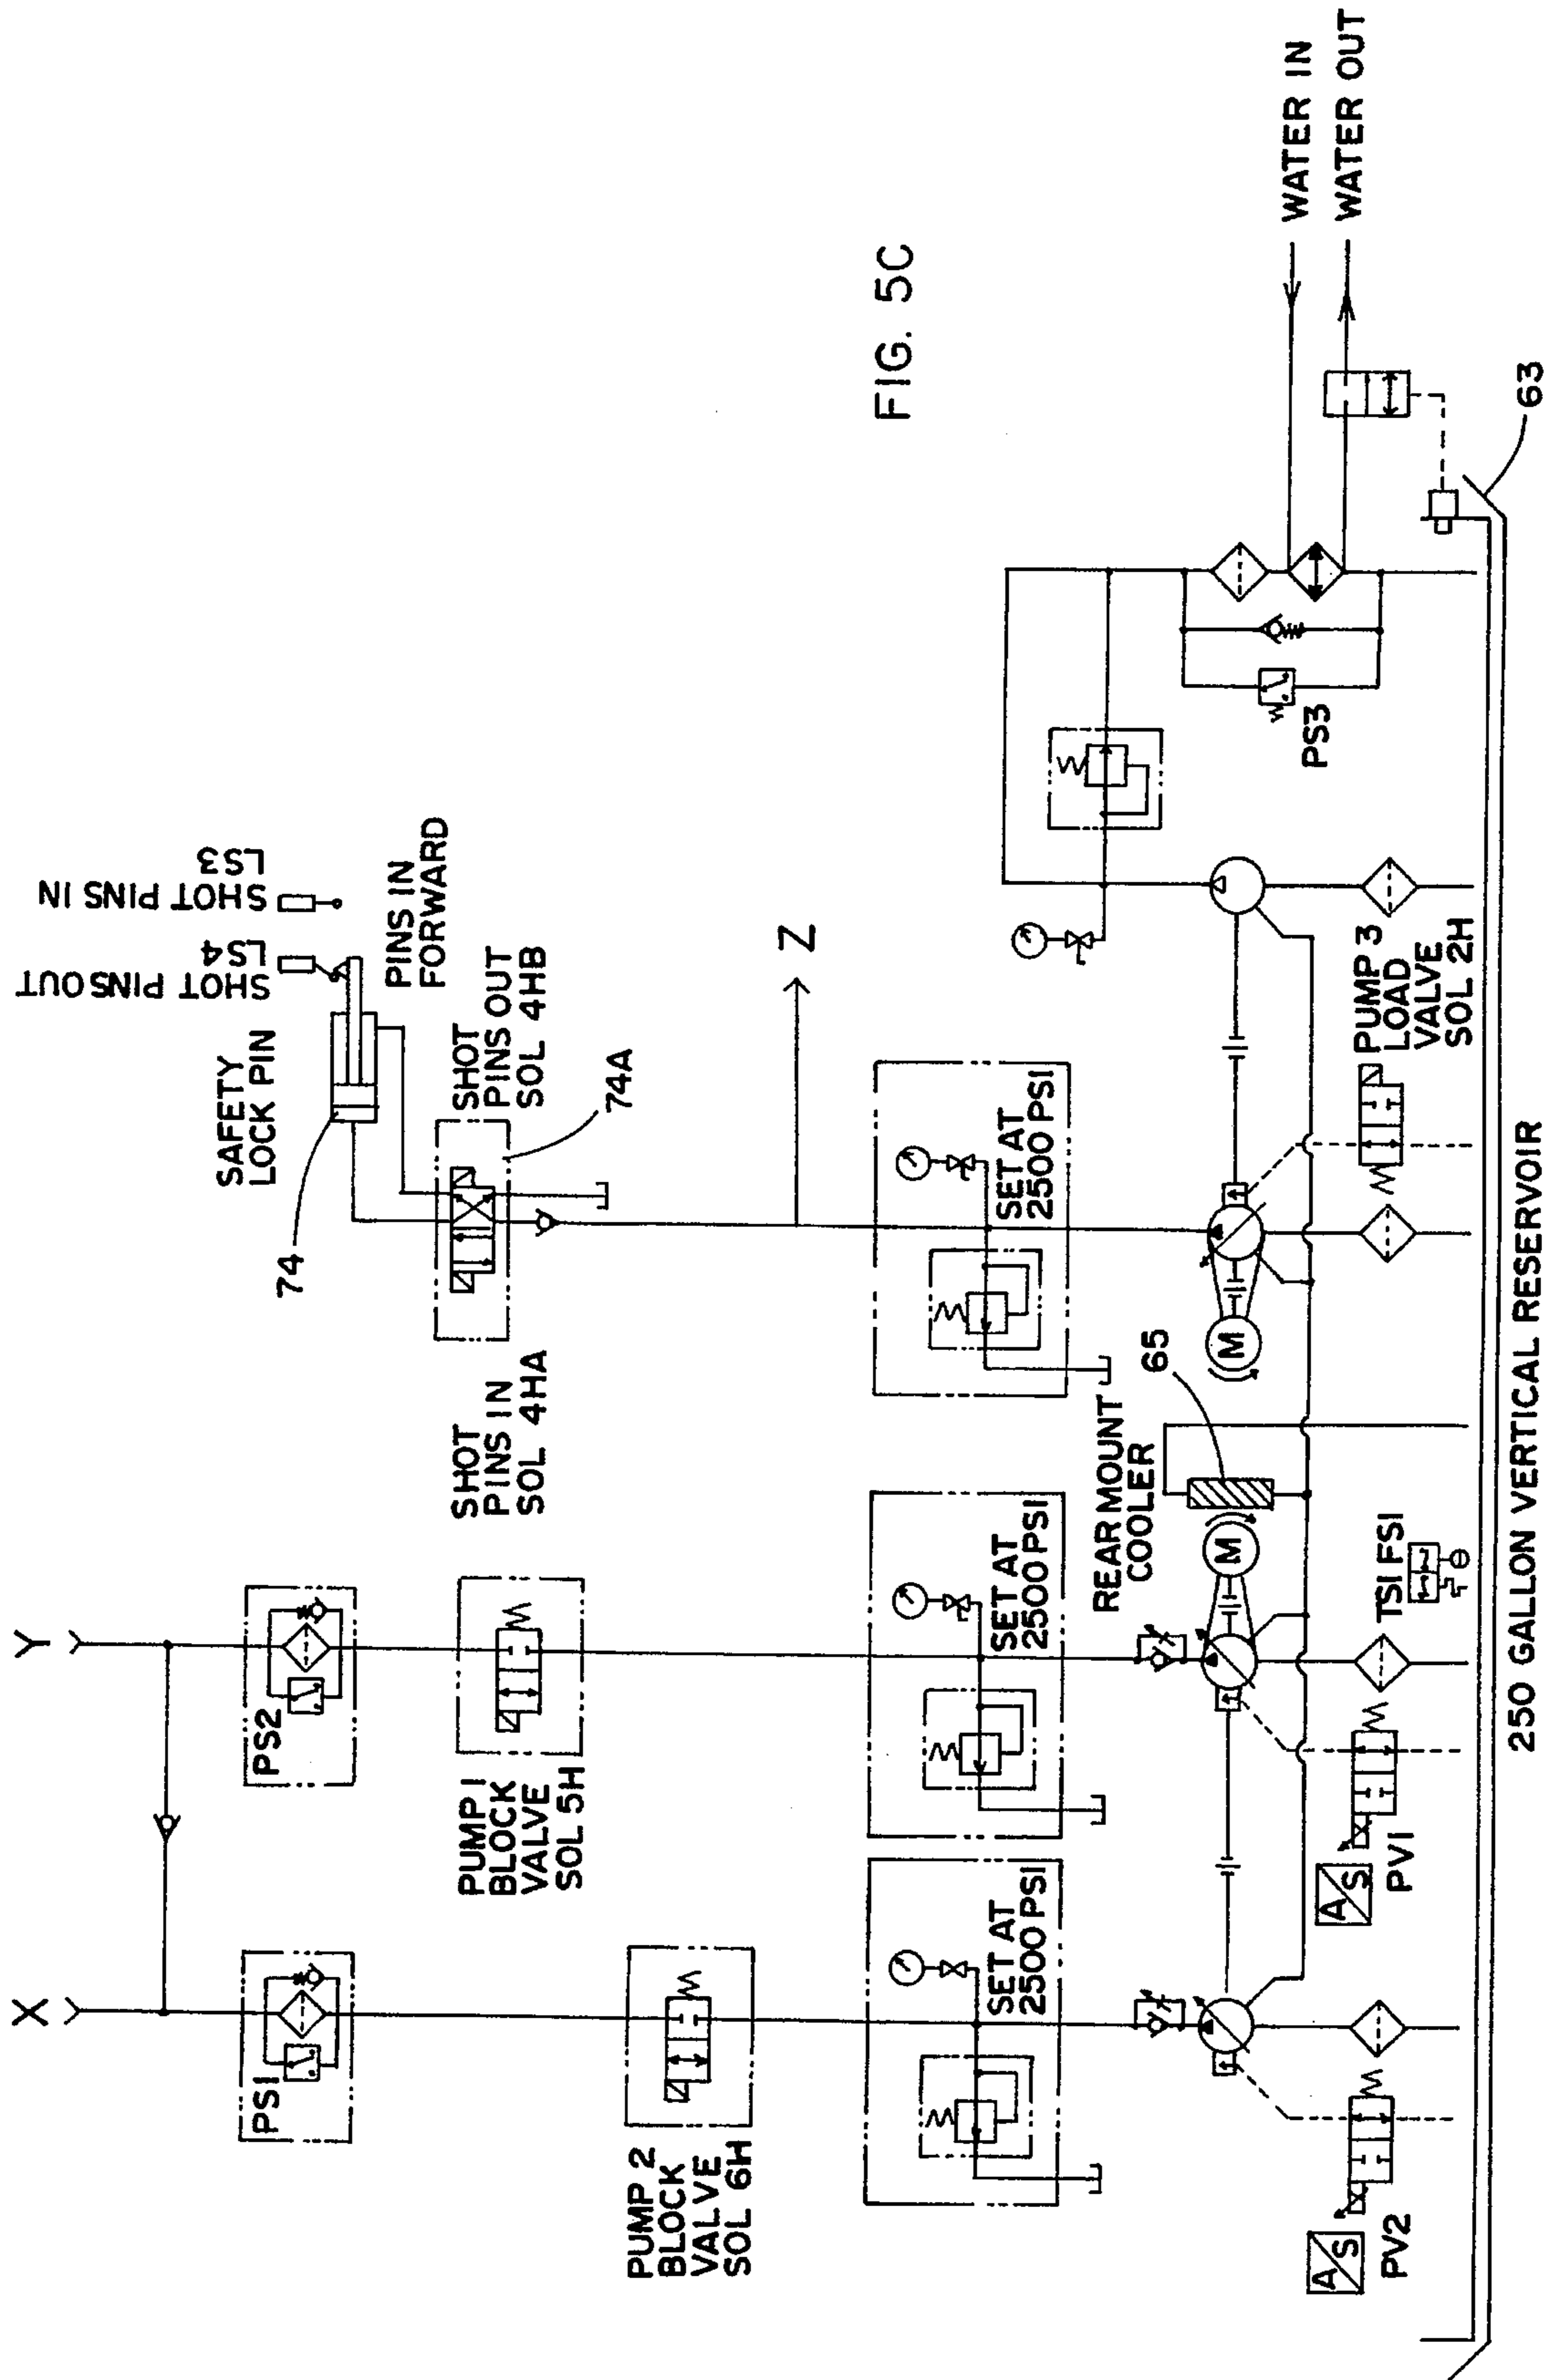 X
Y
PS1
PS2
PUMP 2
BLOCK
VALVE
SOL 6H
PUMP 1
BLOCK
VALVE
SOL 5H
SHOT
PINS IN
SOL 4HA
SHOT
PINS OUT
SOL 4HB
74A
74
SAFETY
LOCK PIN
SHOT PINS OUT
LS4
SHOT PINS IN
LS3
PINS IN
FORWARD
Z
FIG. 5C
SET AT
2500 PSI
SET AT
2500 PSI
SET AT
2500 PSI
REAR MOUNT
COOLER
65
M
M
A/S
PV2
A/S
PV1
TS1 FS1
PUMP 3
LOAD
VALVE
SOL 2H
PS3
WATER IN
WATER OUT
63
250 GALLON VERTICAL RESERVOIR